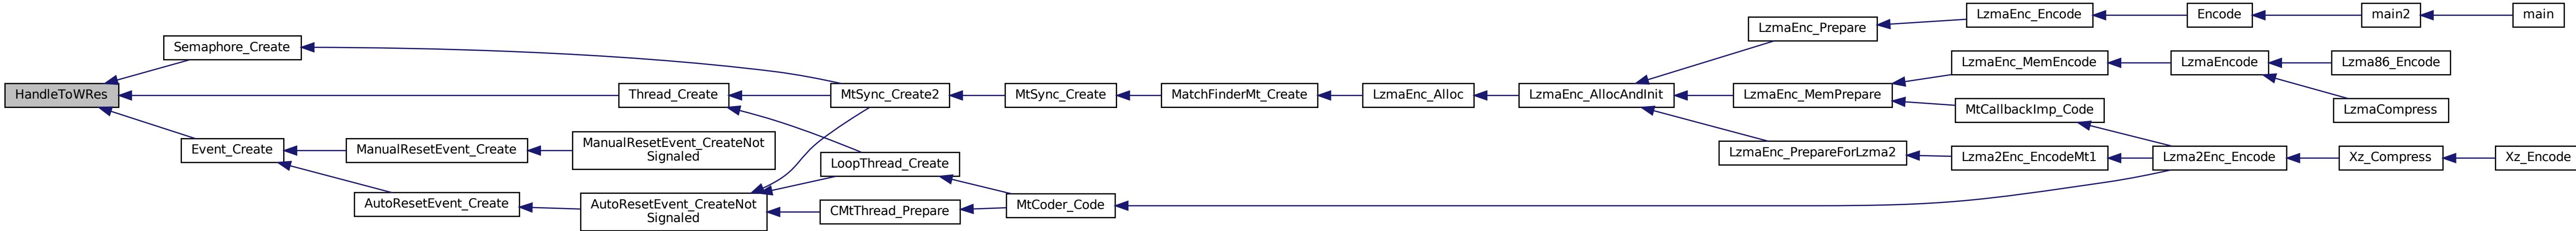 HandleToWRes
Semaphore_Create
Event_Create
ManualResetEvent_Create
AutoResetEvent_Create
Thread_Create
ManualResetEvent_CreateNot
Signaled
AutoResetEvent_CreateNot
Signaled
MtSync_Create2
LoopThread_Create
CMtThread_Prepare
MtSync_Create
MtCoder_Code
MatchFinderMt_Create
LzmaEnc_Alloc
LzmaEnc_AllocAndInit
LzmaEnc_Prepare
LzmaEnc_MemPrepare
LzmaEnc_PrepareForLzma2
LzmaEnc_Encode
LzmaEnc_MemEncode
MtCallbackImp_Code
Lzma2Enc_EncodeMt1
Encode
LzmaEncode
Lzma2Enc_Encode
main2
Lzma86_Encode
LzmaCompress
Xz_Compress
main
Xz_Encode